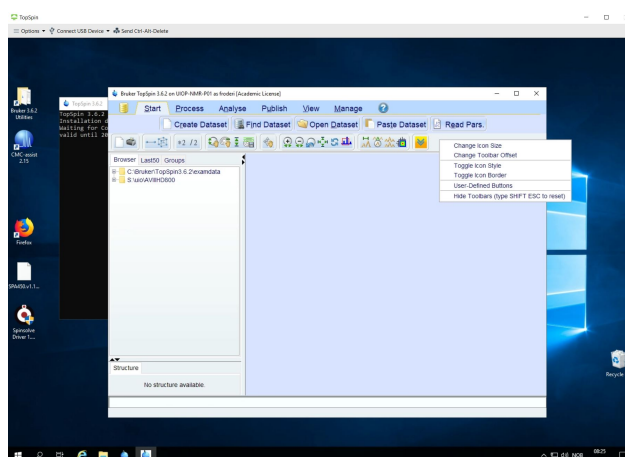 TopSpin
Options Connect USB Device Send Ctrl-Alt-Delete
Bruker 3.6.2
Utilities
CMC-assist
2.15
Firefox
SPA450.v1.1...
Spinsolve
Driver 1....
Recycle
TopSpin 3.6.2
TopSpin 3.6.2
Installation d
Waiting for Co
valid until 20
Bruker TopSpin 3.6.2 on UIOP-NMR-P01 as froderi [Academic License]
Start Process Analyse Publish View Manage ?
Create Dataset Find Dataset Open Dataset Paste Dataset Read Pars.
*2 /2
Change Icon Size
Change Toolbar Offset
Toggle Icon Style
Toggle Icon Border
User-Defined Buttons
Hide Toolbars (type SHIFT ESC to reset)
Browser Last50 Groups
C:\Bruker\TopSpin3.6.2\examdata
S:\uio\AVIIIHD600
Structure
No structure available.
NOB
08:25